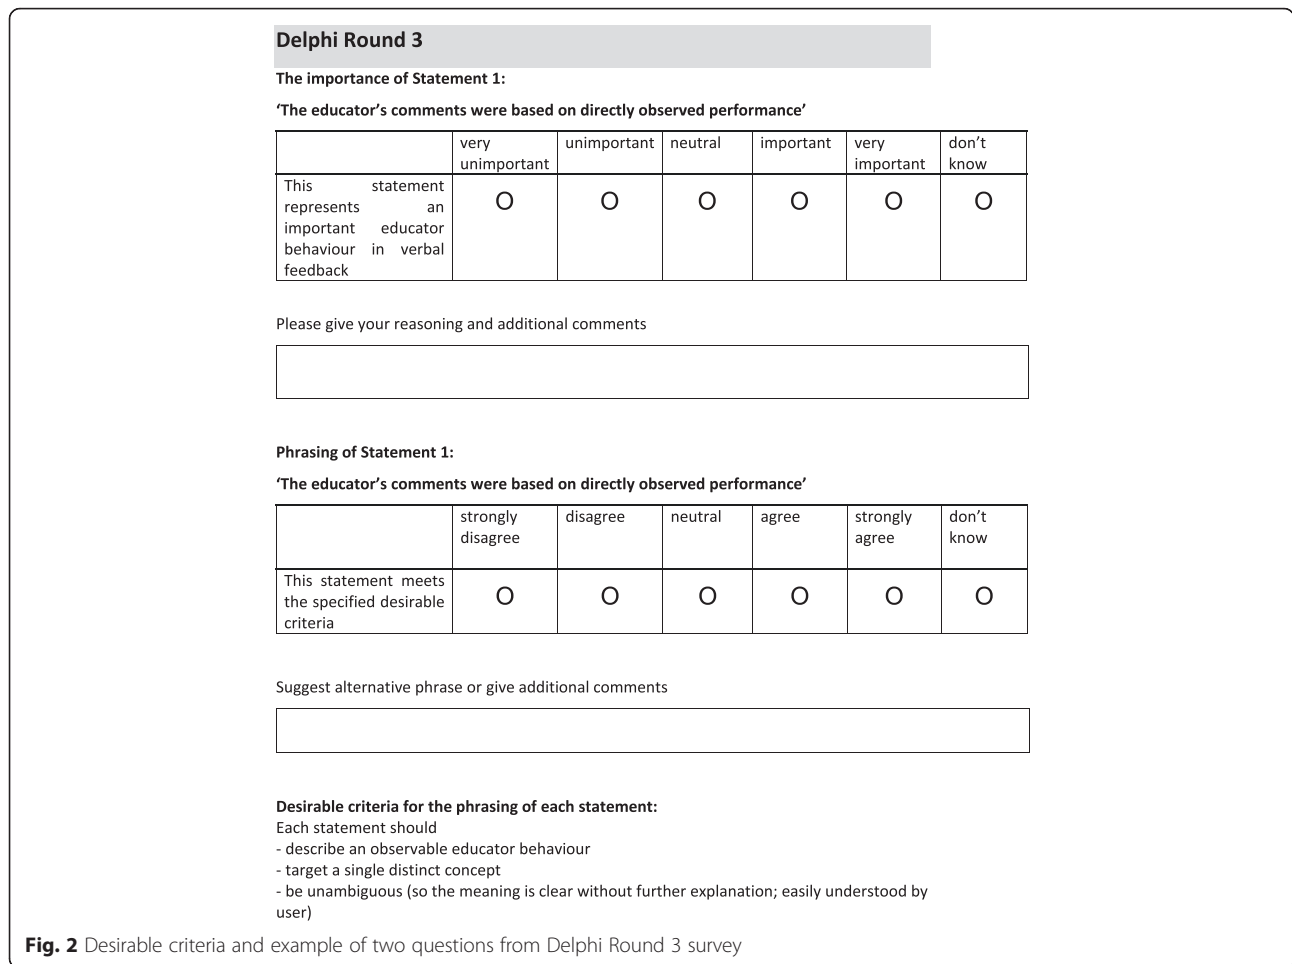 Delphi Round 3
The importance of Statement 1:
‘The educator’s comments were based on directly observed performance’
very unimportant neutral important very don’t
unimportant important know
This statement
represents an
important educator
behaviour in verbal
feedback
O O O O O O
Please give your reasoning and additional comments
Phrasing of Statement 1:
‘The educator’s comments were based on directly observed performance’
strongly disagree neutral agree strongly don’t
disagree agree know
This statement meets
the specified desirable
criteria
O O O O O O
Suggest alternative phrase or give additional comments
Desirable criteria for the phrasing of each statement:
Each statement should
- describe an observable educator behaviour
- target a single distinct concept
- be unambiguous (so the meaning is clear without further explanation; easily understood by
user)
Fig. 2 Desirable criteria and example of two questions from Delphi Round 3 survey